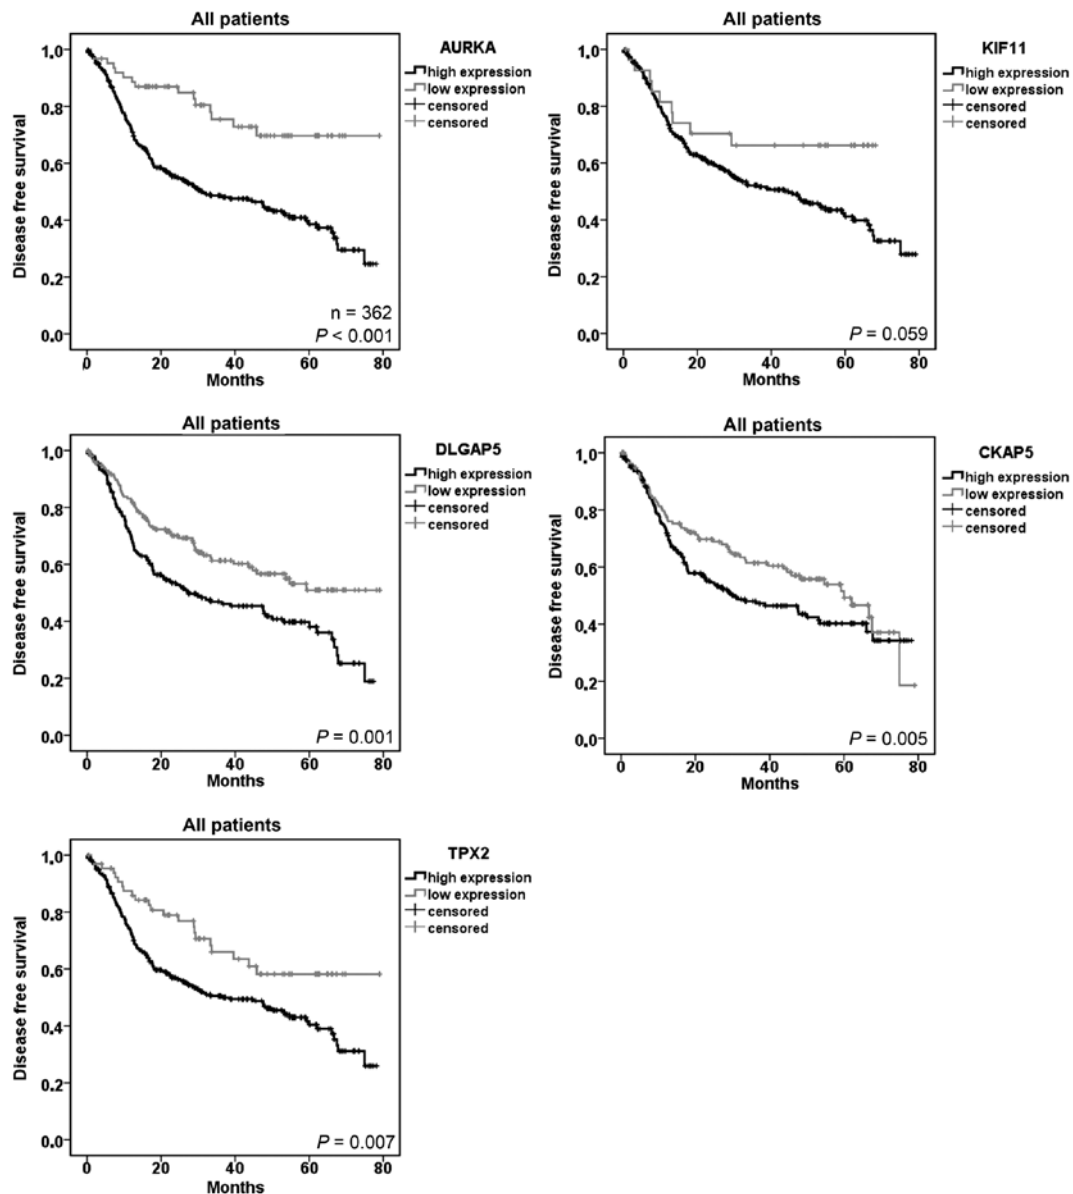 All patients
AURKA
high expression
low expression
censored
censored
Disease free survival
1,0
0,8
0,6
0,4
0,2
0,0
n = 362
P < 0.001
0 20 40 60 80
Months
All patients
KIF11
high expression
low expression
censored
censored
Disease free survival
1,0
0,8
0,6
0,4
0,2
0,0
P = 0.059
0 20 40 60 80
Months
All patients
DLGAP5
high expression
low expression
censored
censored
Disease free survival
1,0
0,8
0,6
0,4
0,2
0,0
P = 0.001
0 20 40 60 80
Months
All patients
CKAP5
high expression
low expression
censored
censored
Disease free survival
1,0
0,8
0,6
0,4
0,2
0,0
P = 0.005
0 20 40 60 80
Months
All patients
TPX2
high expression
low expression
censored
censored
Disease free survival
1,0
0,8
0,6
0,4
0,2
0,0
P = 0.007
0 20 40 60 80
Months